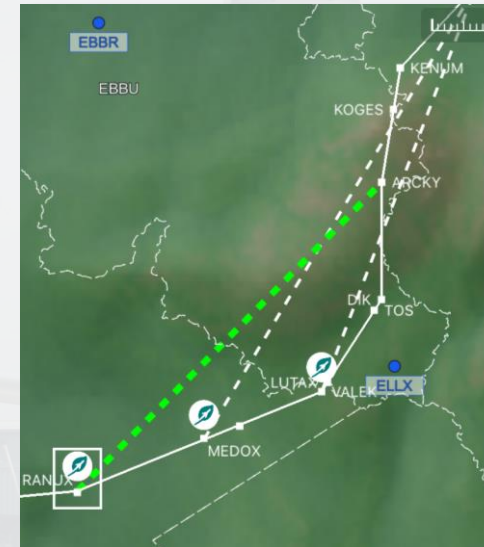 EBBR
EBBU
KENUM
KOGES
ARCKY
DIK
TOS
LUTAX
VALEK
ELLX
MEDOX
RANUX